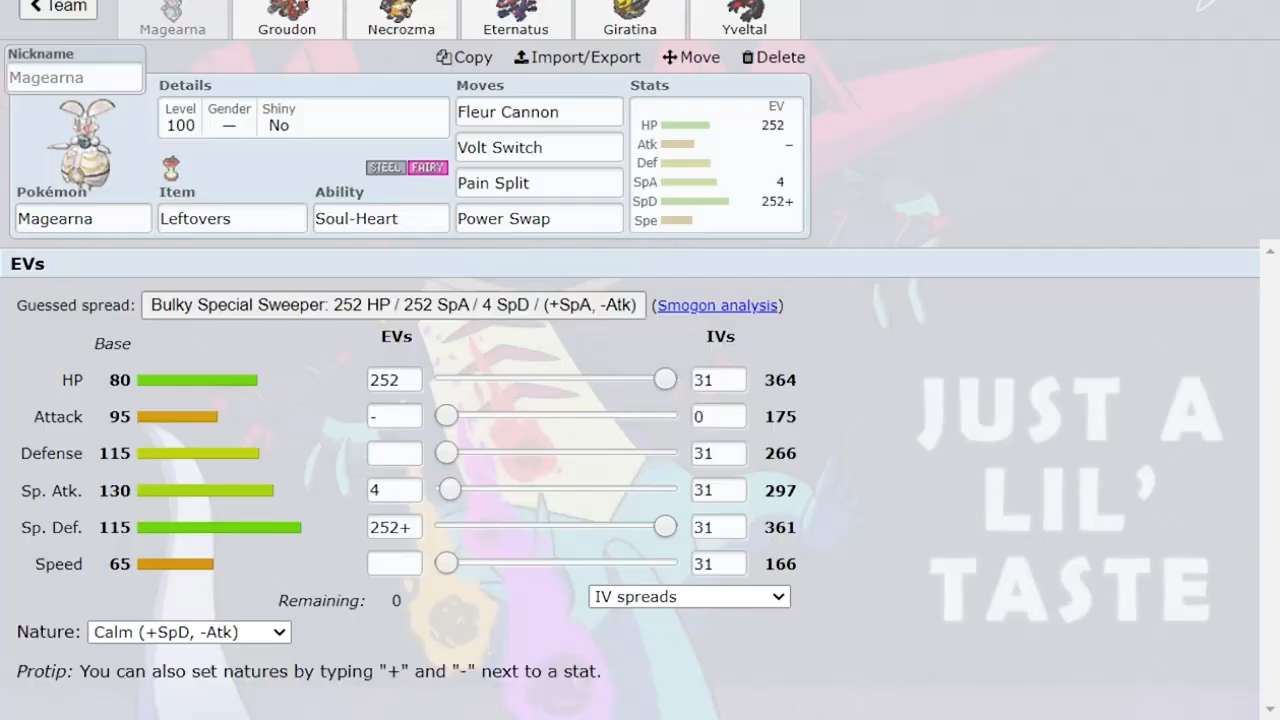 Team
Magearna Groudon Necrozma Eternatus Giratina Yveltal
Nickname
Magearna
Copy Import/Export Move Delete
Details
Level Gender Shiny
100 — No
STEEL FAIRY
Pokémon Item Ability
Magearna Leftovers Soul-Heart
Moves
Fleur Cannon
Volt Switch
Pain Split
Power Swap
Stats
EV
HP 252
Atk –
Def
SpA 4
SpD 252+
Spe
EVs
Guessed spread: Bulky Special Sweeper: 252 HP / 252 SpA / 4 SpD / (+SpA, -Atk) (Smogon analysis)
Base EVs IVs
HP 80 252 31 364
Attack 95 - 0 175
Defense 115 31 266
Sp. Atk. 130 4 31 297
Sp. Def. 115 252+ 31 361
Speed 65 31 166
Remaining: 0 IV spreads
Nature: Calm (+SpD, -Atk)
Protip: You can also set natures by typing "+" and "-" next to a stat.
JUST A
LIL'
TASTE